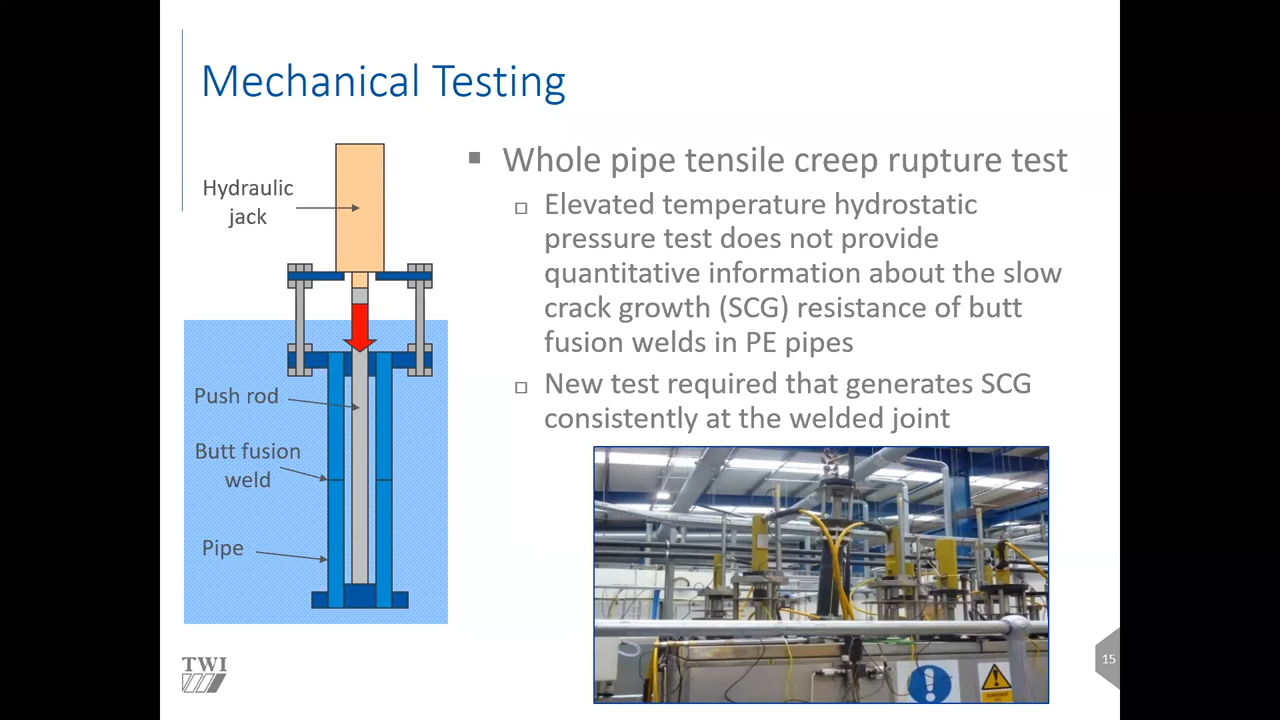 Mechanical Testing
Hydraulic
jack
Push rod
Butt fusion
weld
Pipe
Whole pipe tensile creep rupture test
Elevated temperature hydrostatic
pressure test does not provide
quantitative information about the slow
crack growth (SCG) resistance of butt
fusion welds in PE pipes
New test required that generates SCG
consistently at the welded joint
TWI
15